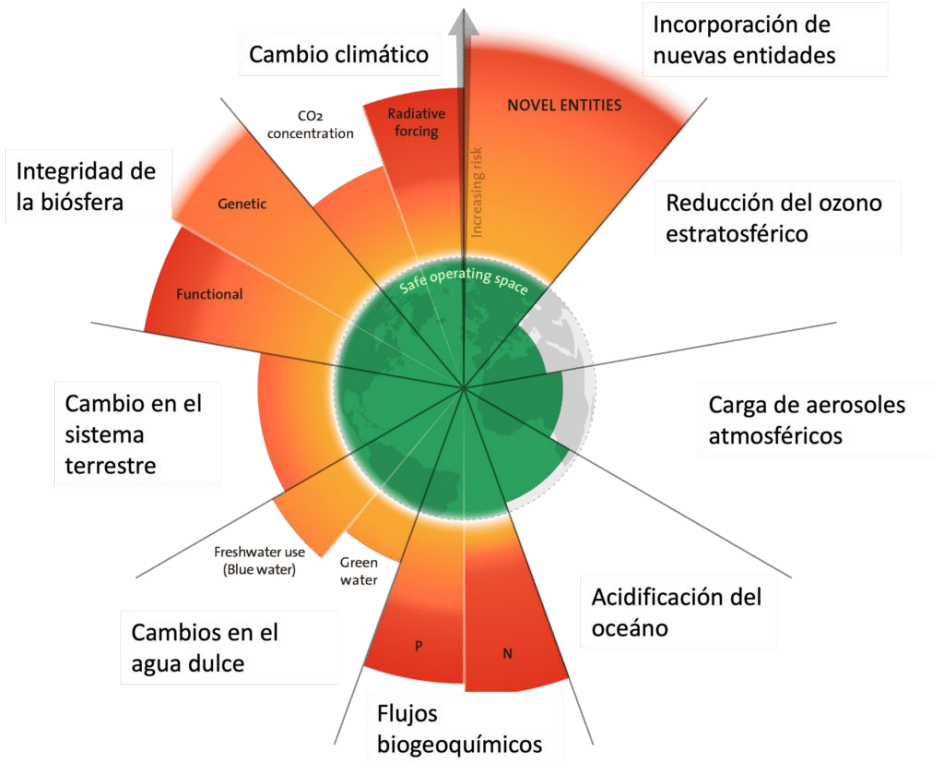 Incorporación de
nuevas entidades
Cambio climático
CO2
concentration
Radiative
forcing
NOVEL ENTITIES
Increasing risk
Integridad de
la biósfera
Genetic
Functional
Reducción del ozono
estratosférico
Safe operating space
Cambio en el
sistema
terrestre
Carga de aerosoles
atmosféricos
Freshwater use
(Blue water)
Green
water
Cambios en el
agua dulce
P
N
Acidificación del
oceáno
Flujos
biogeoquímicos